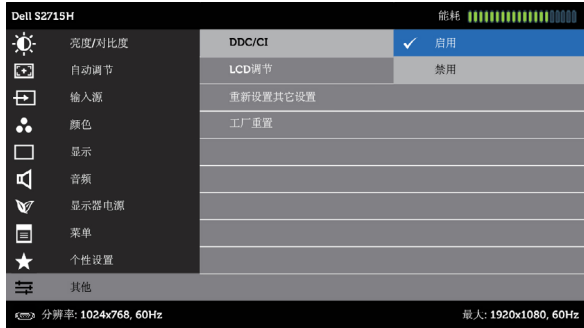 Dell S2715H 能耗
亮度/对比度 DDC/CI ✓ 启用
自动调节 LCD调节 禁用
输入源 重新设置其它设置
颜色 工厂重置
显示
音频
显示器电源
菜单
个性设置
其他
分辨率: 1024x768, 60Hz 最大: 1920x1080, 60Hz